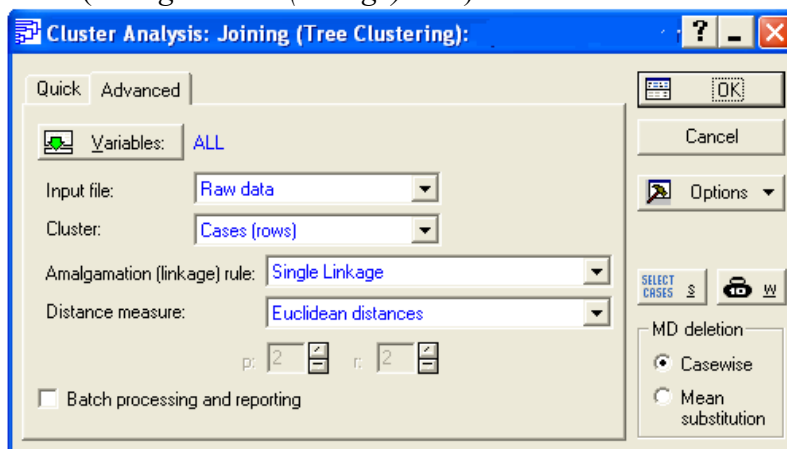 Cluster Analysis: Joining (Tree Clustering):
? _ X
Quick Advanced
OK
Variables: ALL
Cancel
Input file: Raw data
Options
Cluster: Cases (rows)
Amalgamation (linkage) rule: Single Linkage
SELECT CASES S W
Distance measure: Euclidean distances
MD deletion
p: 2 r: 2
Casewise
Batch processing and reporting
Mean
substitution